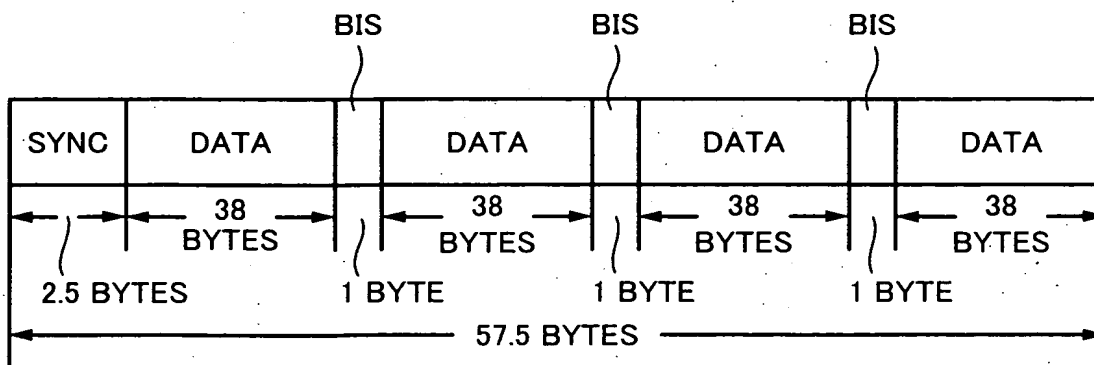 BIS BIS BIS
SYNC DATA DATA DATA DATA
38 BYTES 38 BYTES 38 BYTES 38 BYTES
2.5 BYTES 1 BYTE 1 BYTE 1 BYTE
57.5 BYTES